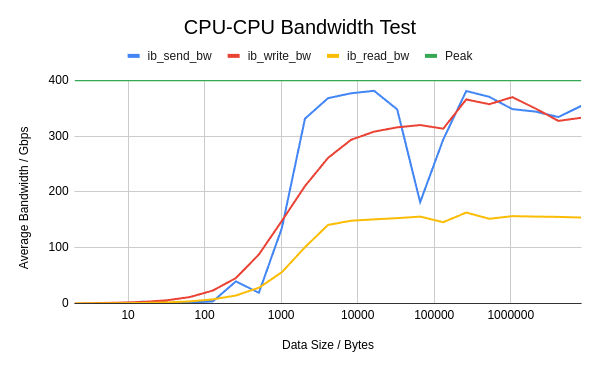 CPU-CPU Bandwidth Test
ib_send_bw ib_write_bw ib_read_bw Peak
400
300
200
100
0
Average Bandwidth / Gbps
10 100 1000 10000 100000 1000000
Data Size / Bytes